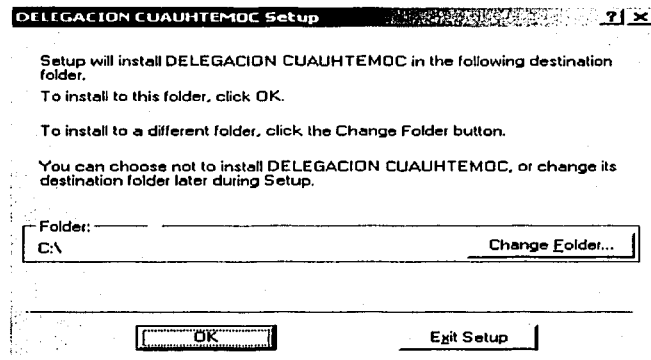 DELEGACION CUAUHTEMOC Setup
Setup will install DELEGACION CUAUHTEMOC in the following destination
folder.
To install to this folder, click OK.
To install to a different folder, click the Change Folder button.
You can choose not to install DELEGACION CUAUHTEMOC, or change its
destination folder later during Setup.
Folder:
C:\
Change Folder...
OK
Exit Setup